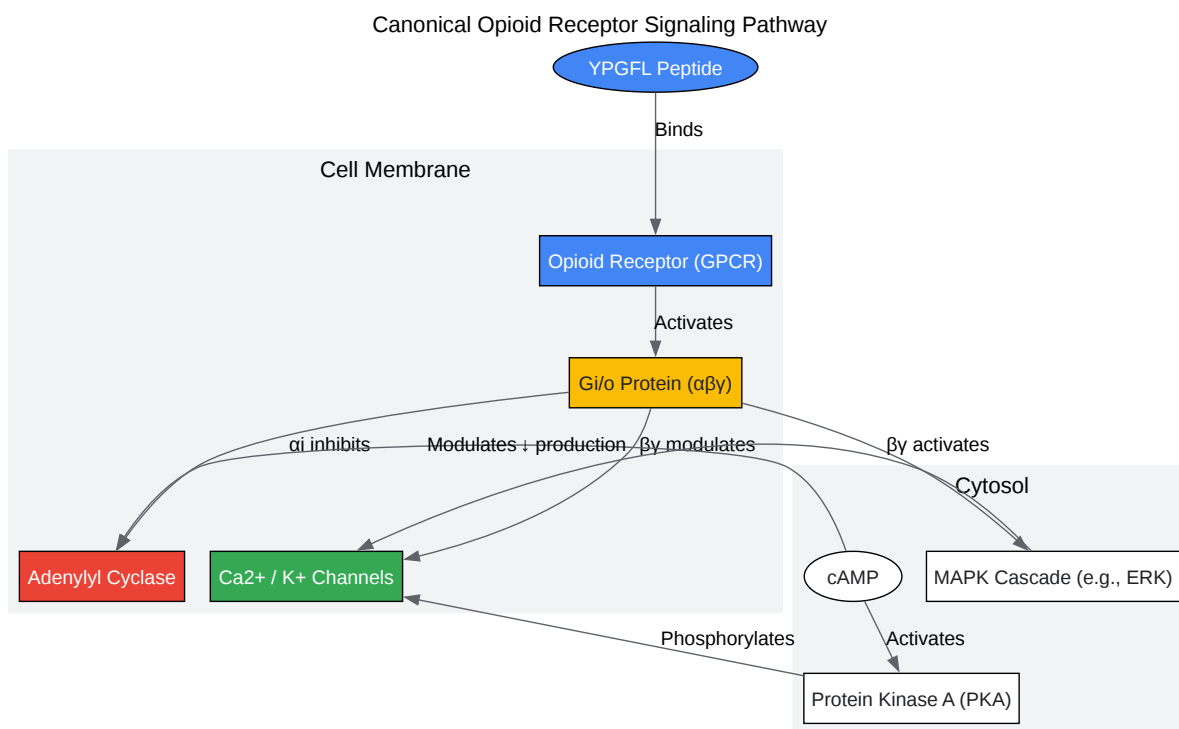 Canonical Opioid Receptor Signaling Pathway
YPGFL Peptide
Binds
Cell Membrane
Opioid Receptor (GPCR)
Activates
Gi/o Protein (αβγ)
αi inhibits
Modulates
↓ production
βγ modulates
βγ activates
Cytosol
Adenylyl Cyclase
Ca2+ / K+ Channels
cAMP
MAPK Cascade (e.g., ERK)
Phosphorylates
Activates
Protein Kinase A (PKA)